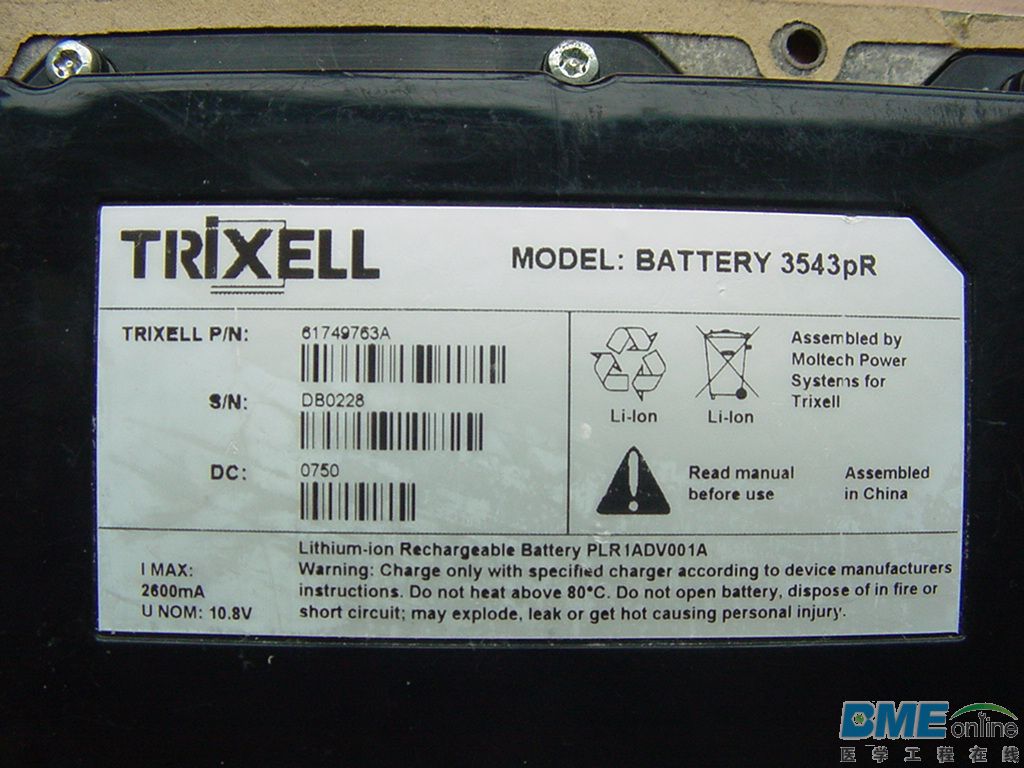 TRIXELL
MODEL: BATTERY 3543pR
TRIXELL P/N: 61749763A
S/N: DB0228
DC: 0750
Li-Ion
Li-Ion
Assembled by
Moltech Power
Systems for
Trixell
Read manual
before use
Assembled
in China
I MAX:
2600mA
U NOM: 10.8V
Lithium-ion Rechargeable Battery PLR1ADV001A
Warning: Charge only with specified charger according to device manufacturers
instructions. Do not heat above 80°C. Do not open battery, dispose of in fire or
short circuit; may explode, leak or get hot causing personal injury.
BME online
医学工程在线